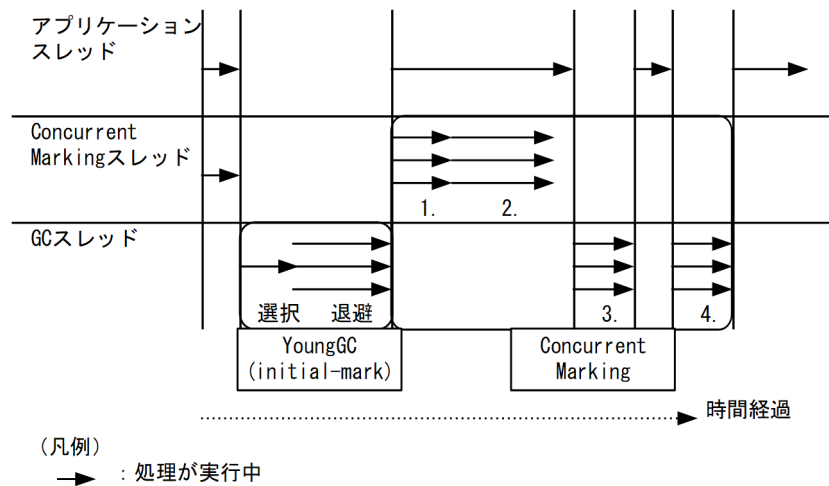 アプリケーション
スレッド
Concurrent
Markingスレッド
1.
2.
GCスレッド
選択
退避
3.
4.
YoungGC
(initial-mark)
Concurrent
Marking
時間経過
(凡例)
:処理が実行中